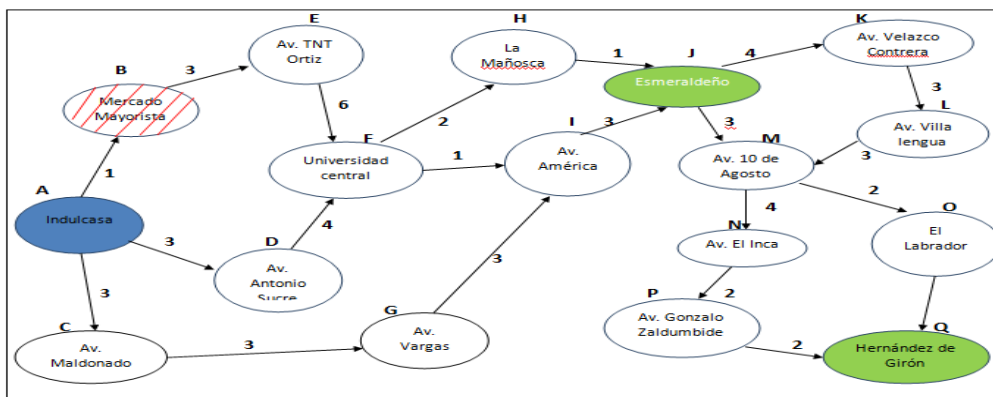 E
H
K
Av. TNT
Ortiz
La
Mañosca
1
J
4
Av. Velazco
Contrera
B
3
Mercado
Mayorista
Esmeraldeño
6
3
L
F
2
I
3
3
M
Av. Villa
lengua
Universidad
central
1
Av.
América
Av. 10 de
Agosto
3
1
A
Indulcasa
4
2
O
3
D
4
N
El
Labrador
Av. El Inca
Av.
Antonio
Sucre
3
3
G
P
2
C
Av. Gonzalo
Zaldumbide
Av.
Vargas
Q
Av.
Maldonado
3
2
Hernández de
Girón